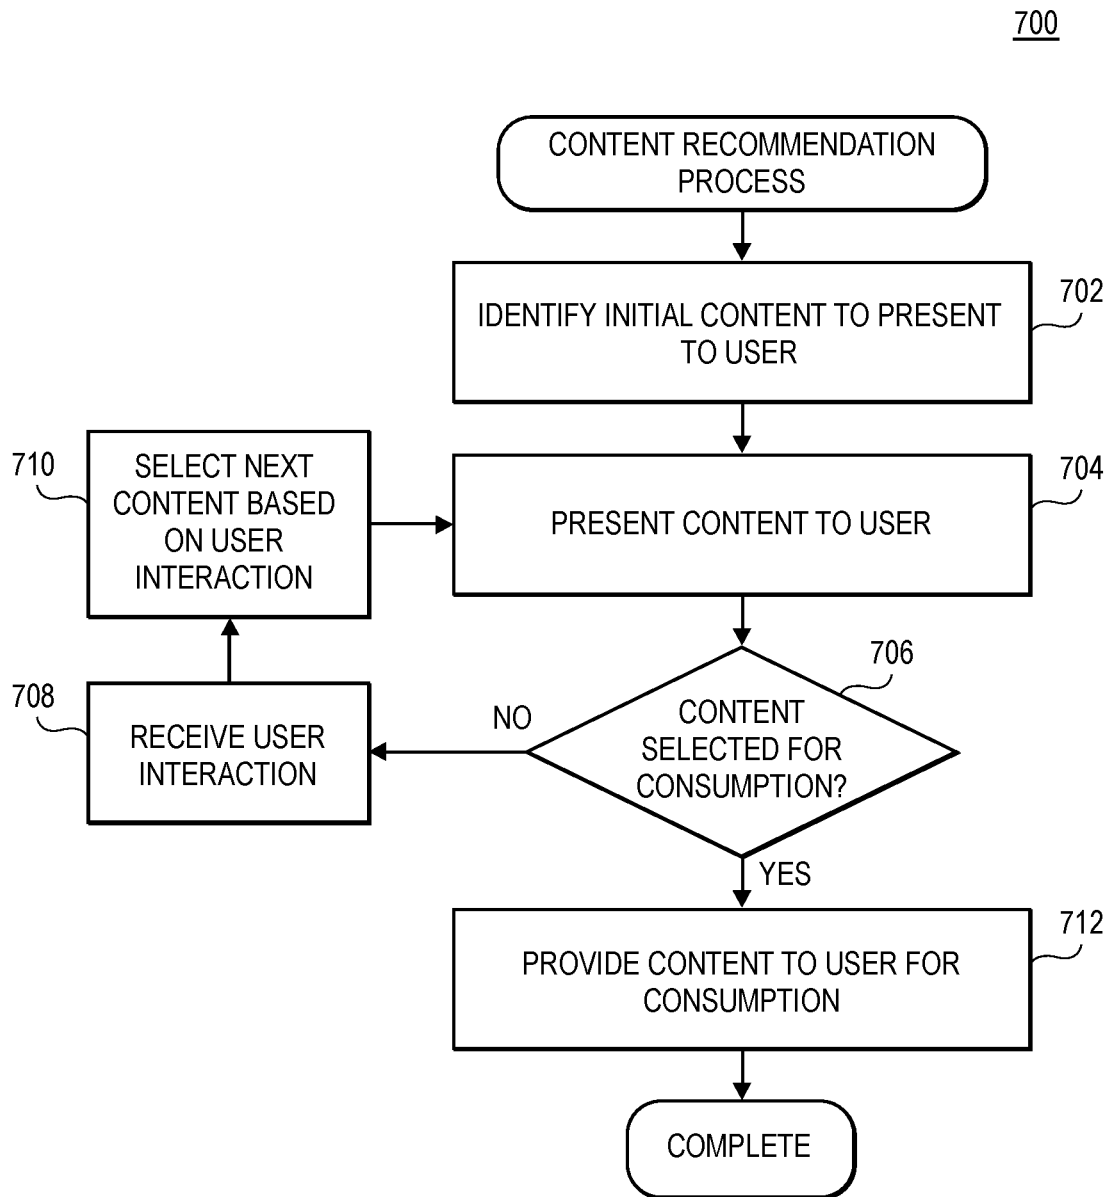 700
CONTENT RECOMMENDATION
PROCESS
702
IDENTIFY INITIAL CONTENT TO PRESENT
TO USER
710
SELECT NEXT
CONTENT BASED
ON USER
INTERACTION
704
PRESENT CONTENT TO USER
706
708
RECEIVE USER
INTERACTION
NO
CONTENT
SELECTED FOR
CONSUMPTION?
YES
712
PROVIDE CONTENT TO USER FOR
CONSUMPTION
COMPLETE